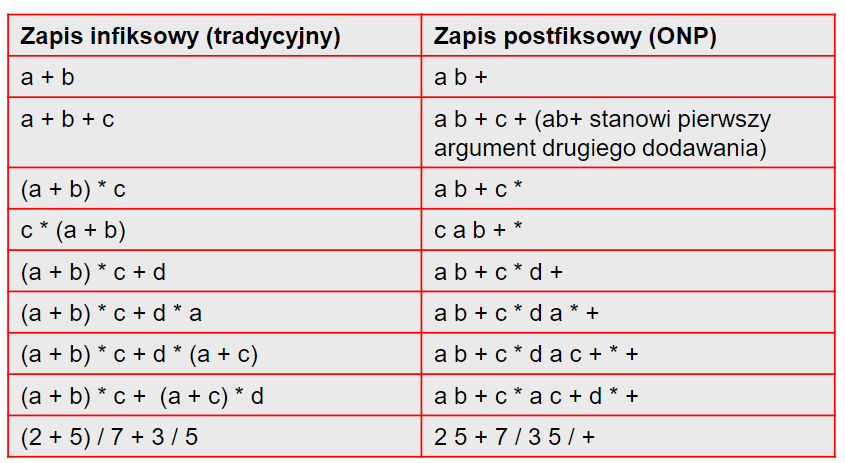 Zapis infiksowy (tradycyjny) Zapis postfiksowy (ONP)
a + b a b +
a + b + c a b + c + (ab+ stanowi pierwszy
argument drugiego dodawania)
(a + b) * c a b + c *
c * (a + b) c a b + *
(a + b) * c + d a b + c * d +
(a + b) * c + d * a a b + c * d a * +
(a + b) * c + d * (a + c) a b + c * d a c + * +
(a + b) * c +  (a + c) * d a b + c * a c + d * +
(2 + 5) / 7 + 3 / 5 2 5 + 7 / 3 5 / +